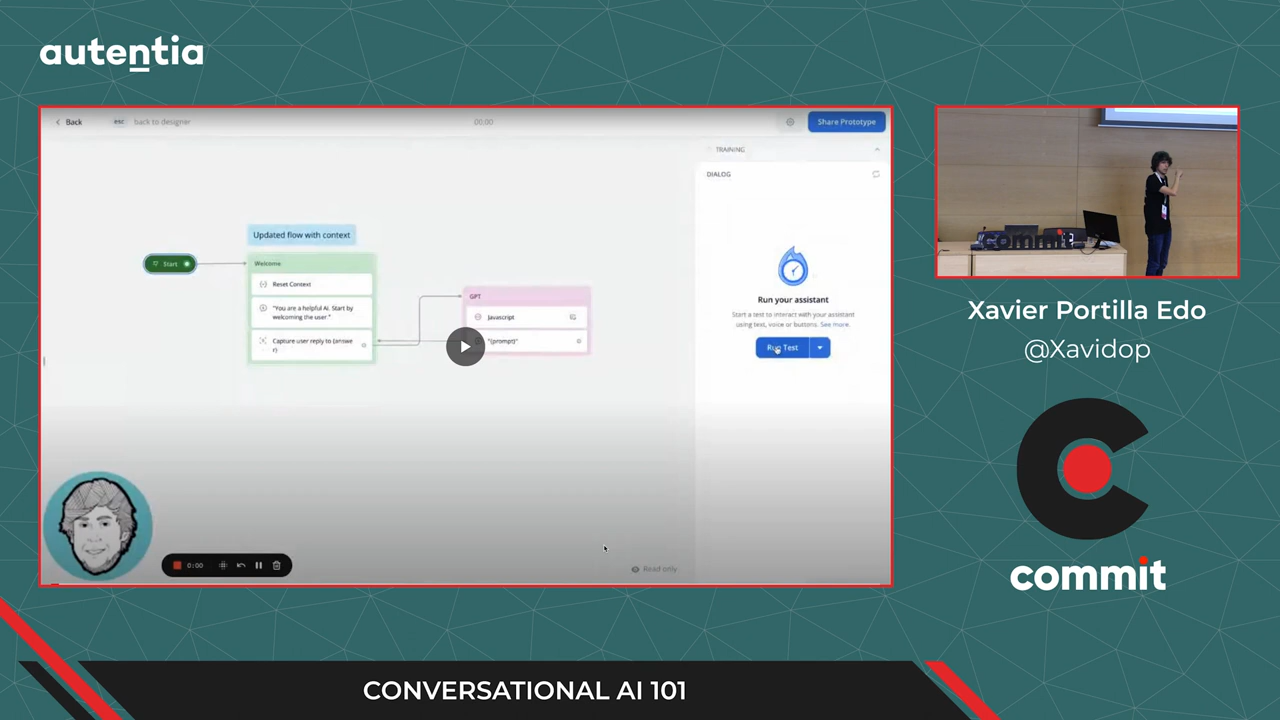 autentia
Back
esc
back to designer
00:00
Share Prototype
TRAINING
DIALOG
Updated flow with context
Start
Welcome
Reset Context
"You are a helpful AI. Start by
welcoming the user."
Capture user reply to {answe
r}
GPT
Javascript
"{prompt}"
Run your assistant
Start a test to interact with your assistant
using text, voice or buttons. See more.
Run Test
0:00
Read only
commit
Xavier Portilla Edo
@Xavidop
commit
CONVERSATIONAL AI 101